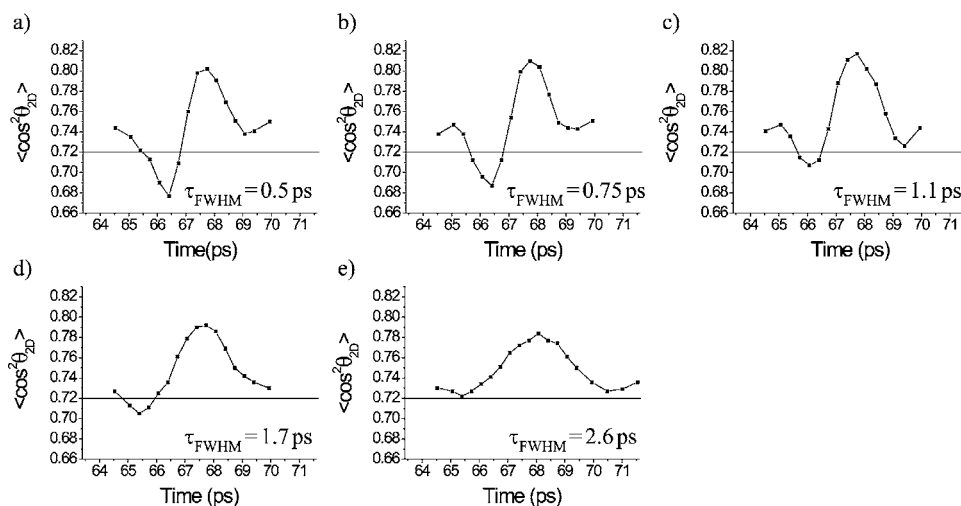 a)
<cos²θ2D>
0.82
0.80
0.78
0.76
0.74
0.72
0.70
0.68
0.66
τFWHM = 0.5 ps
64 65 66 67 68 69 70 71
Time(ps)
b)
<cos²θ2D>
0.82
0.80
0.78
0.76
0.74
0.72
0.70
0.68
0.66
τFWHM = 0.75 ps
64 65 66 67 68 69 70 71
Time (ps)
c)
<cos²θ2D>
0.82
0.80
0.78
0.76
0.74
0.72
0.70
0.68
0.66
τFWHM = 1.1 ps
64 65 66 67 68 69 70 71
Time (ps)
d)
<cos²θ2D>
0.82
0.80
0.78
0.76
0.74
0.72
0.70
0.68
0.66
τFWHM = 1.7 ps
64 65 66 67 68 69 70 71
Time (ps)
e)
<cos²θ2D>
0.82
0.80
0.78
0.76
0.74
0.72
0.70
0.68
0.66
τFWHM = 2.6 ps
64 65 66 67 68 69 70 71
Time (ps)